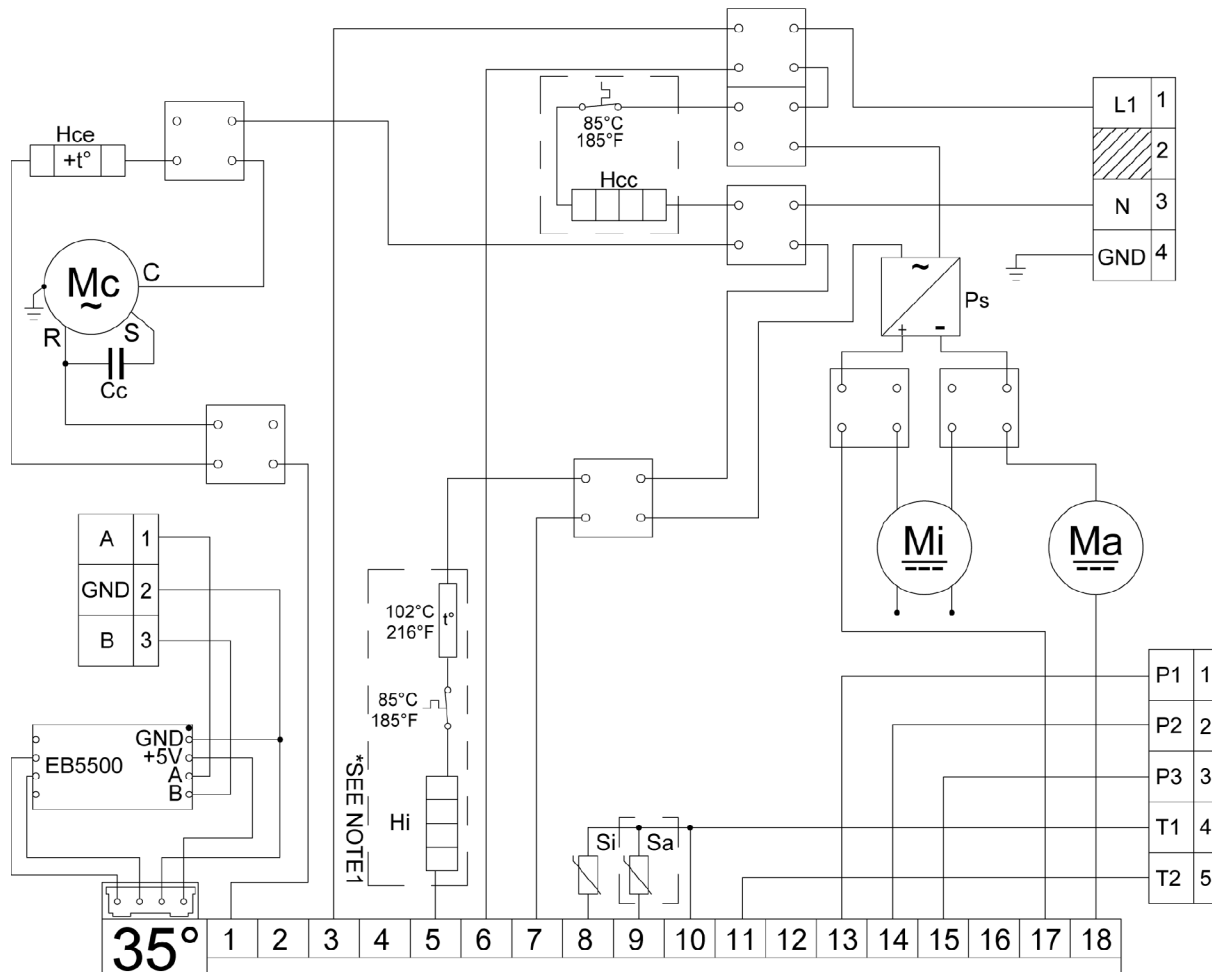 L1 1
2
N 3
GND 4
85°C
185°F
Hcc
Hce
+t°
Mc
~
C
R
S
Cc
~
+ -
Ps
A 1
GND 2
B 3
EB5500
GND
+5V
A
B
102°C
216°F
t°
85°C
185°F
Hi
*SEE NOTE1
Mi
Ma
Si
Sa
P1 1
P2 2
P3 3
T1 4
T2 5
35° 1 2 3 4 5 6 7 8 9 10 11 12 13 14 15 16 17 18